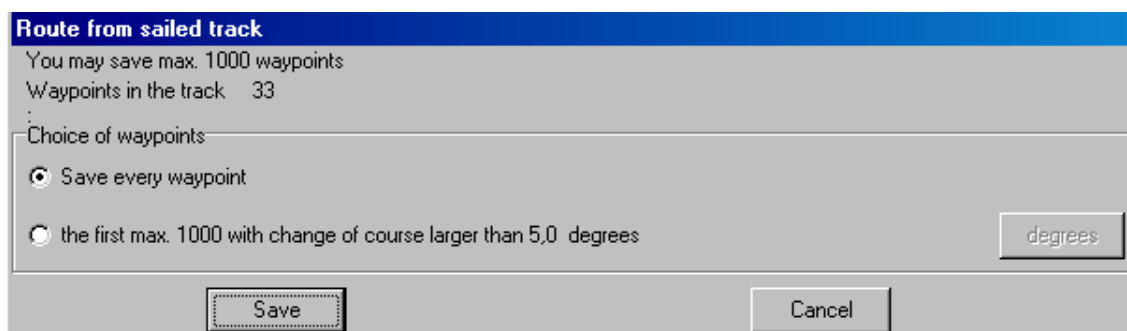 Route from sailed track
You may save max. 1000 waypoints
Waypoints in the track 33
:
Choice of waypoints
Save every waypoint
the first max. 1000 with change of course larger than 5,0 degrees
degrees
Save
Cancel